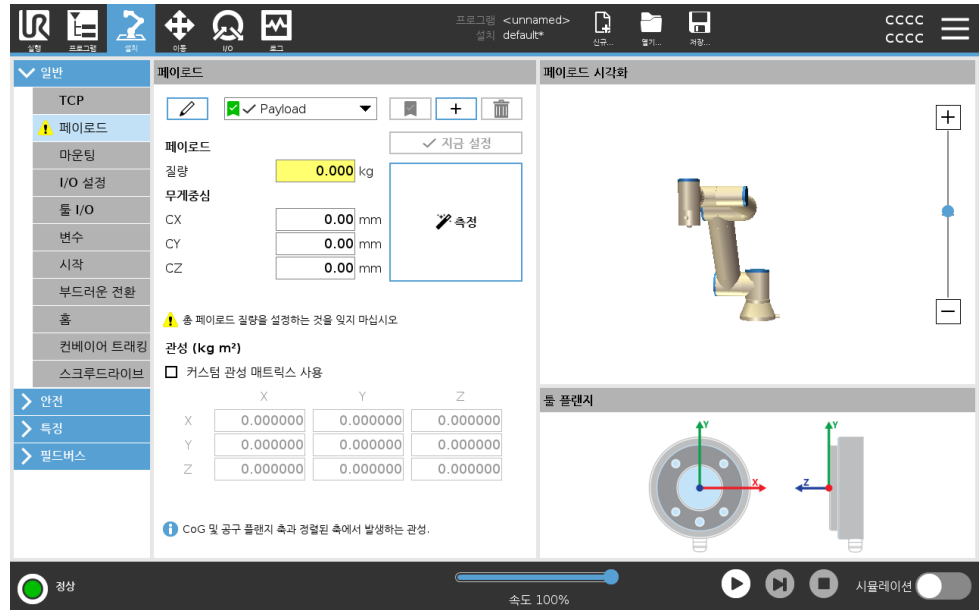 프로그램 <unnamed>
설치 default*
cccc
cccc
실행 프로그램 설치 이동 I/O 로그 신규... 열기... 저장...
일반
TCP
페이로드
마운팅
I/O 설정
툴 I/O
변수
시작
부드러운 전환
홈
컨베이어 트래킹
스크루드라이브
안전
특징
필드버스
페이로드
Payload
페이로드
지금 설정
질량 0.000 kg
무게중심
CX 0.00 mm
CY 0.00 mm
CZ 0.00 mm
측정
총 페이로드 질량을 설정하는 것을 잊지 마십시오
관성 (kg m²)
커스텀 관성 매트릭스 사용
X Y Z
X 0.000000 0.000000 0.000000
Y 0.000000 0.000000 0.000000
Z 0.000000 0.000000 0.000000
CoG 및 공구 플랜지 축과 정렬된 축에서 발생하는 관성.
페이로드 시각화
툴 플랜지
Y Y
X Z
정상
속도 100%
시뮬레이션